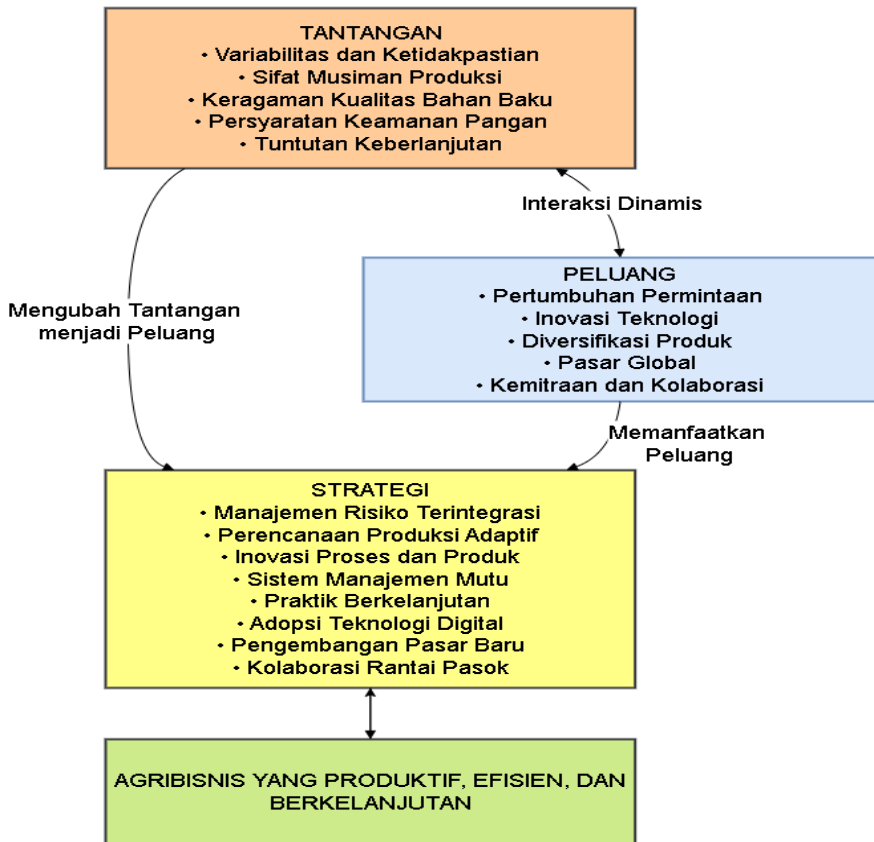 TANTANGAN
• Variabilitas dan Ketidakpastian
• Sifat Musiman Produksi
• Keragaman Kualitas Bahan Baku
• Persyaratan Keamanan Pangan
• Tuntutan Keberlanjutan
Interaksi Dinamis
PELUANG
• Pertumbuhan Permintaan
• Inovasi Teknologi
• Diversifikasi Produk
• Pasar Global
• Kemitraan dan Kolaborasi
Mengubah Tantangan
menjadi Peluang
Memanfaatkan
Peluang
STRATEGI
• Manajemen Risiko Terintegrasi
• Perencanaan Produksi Adaptif
• Inovasi Proses dan Produk
• Sistem Manajemen Mutu
• Praktik Berkelanjutan
• Adopsi Teknologi Digital
• Pengembangan Pasar Baru
• Kolaborasi Rantai Pasok
AGRIBISNIS YANG PRODUKTIF, EFISIEN, DAN
BERKELANJUTAN